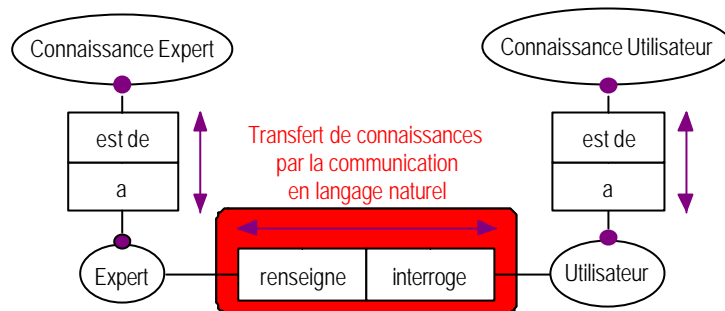 Connaissance Expert
Connaissance Utilisateur
est de
a
Transfert de connaissances
par la communication
en langage naturel
est de
a
Expert
renseigne
interroge
Utilisateur